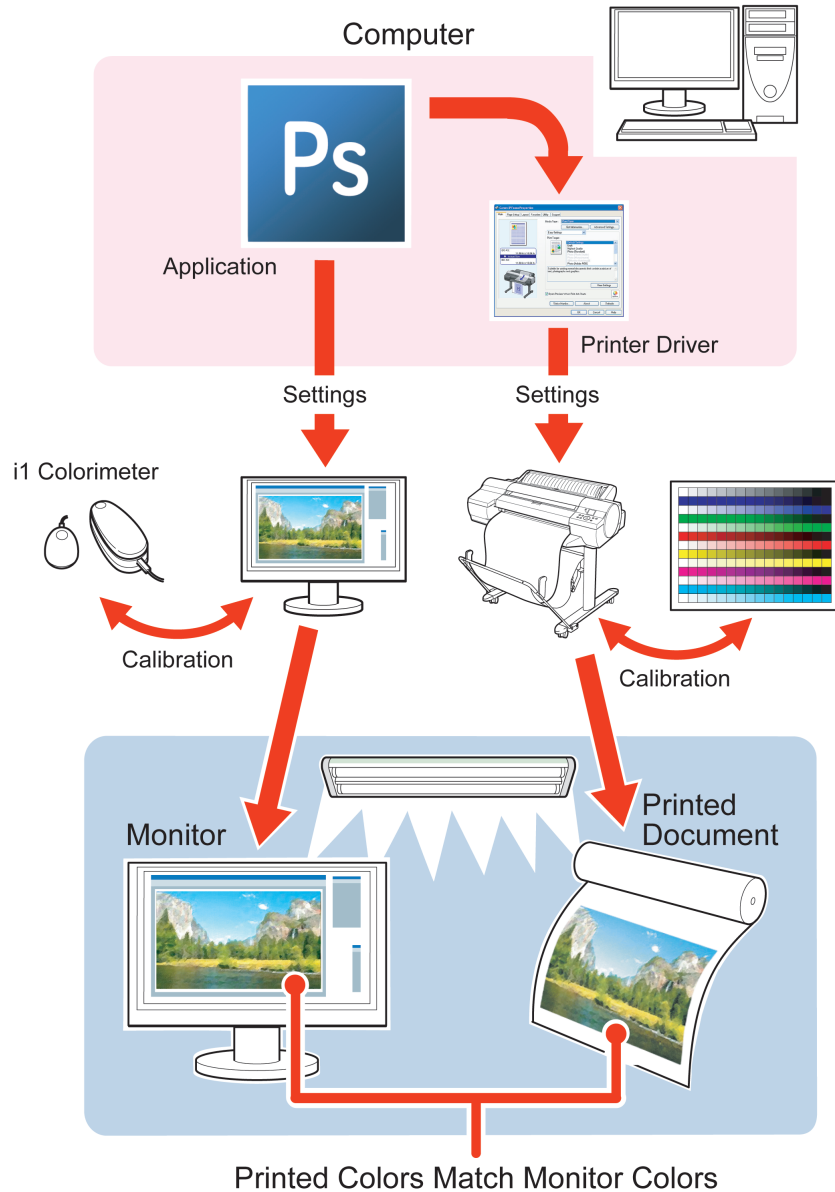 Computer
Ps
Application
Printer Driver
Settings
Settings
i1 Colorimeter
Calibration
Calibration
Monitor
Printed
Document
Printed Colors Match Monitor Colors